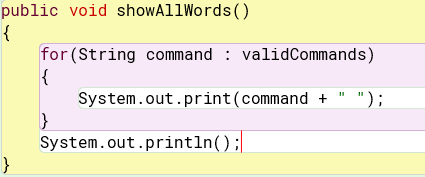 public void showAllWords()
{
for(String command : validCommands)
{
System.out.print(command + " ");
}
System.out.println();
}